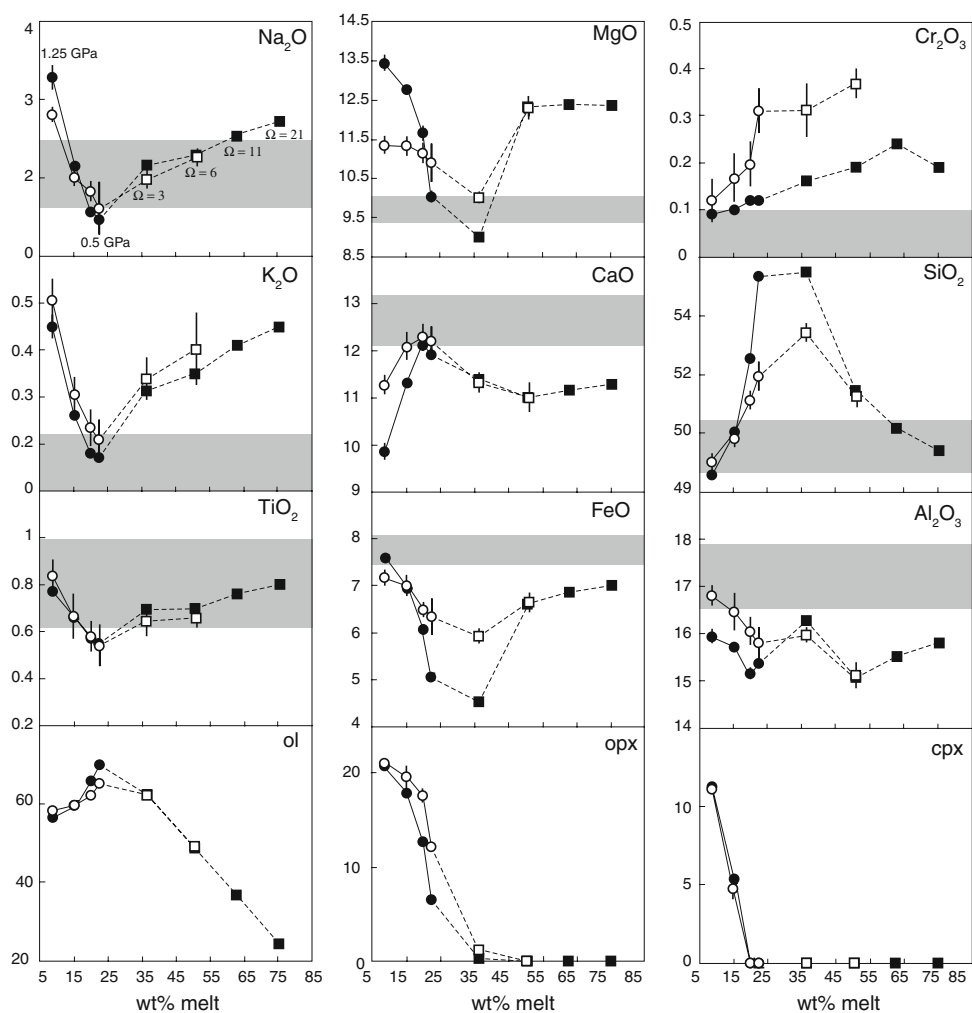 Na₂O
4
3
2
0
1.25 GPa
0.5 GPa
Ω = 3
Ω = 6
Ω = 11
Ω = 21
MgO
14.5
13.5
12.5
11.5
10.5
9.5
8.5
Cr₂O₃
0.5
0.4
0.3
0.2
0.1
0
K₂O
0.5
0.4
0.3
0.2
0.1
0
CaO
13
12
11
10
9
SiO₂
54
52
50
49
TiO₂
1
0.8
0.6
0.4
0.2
FeO
8
7
6
5
4
Al₂O₃
18
17
16
15
14
ol
60
40
20
5 15 25 35 45 55 65 75 85
wt% melt
opx
20
10
0
5 15 25 35 45 55 65 75 85
wt% melt
cpx
10
5
0
5 15 25 35 45 55 65 75 85
wt% melt